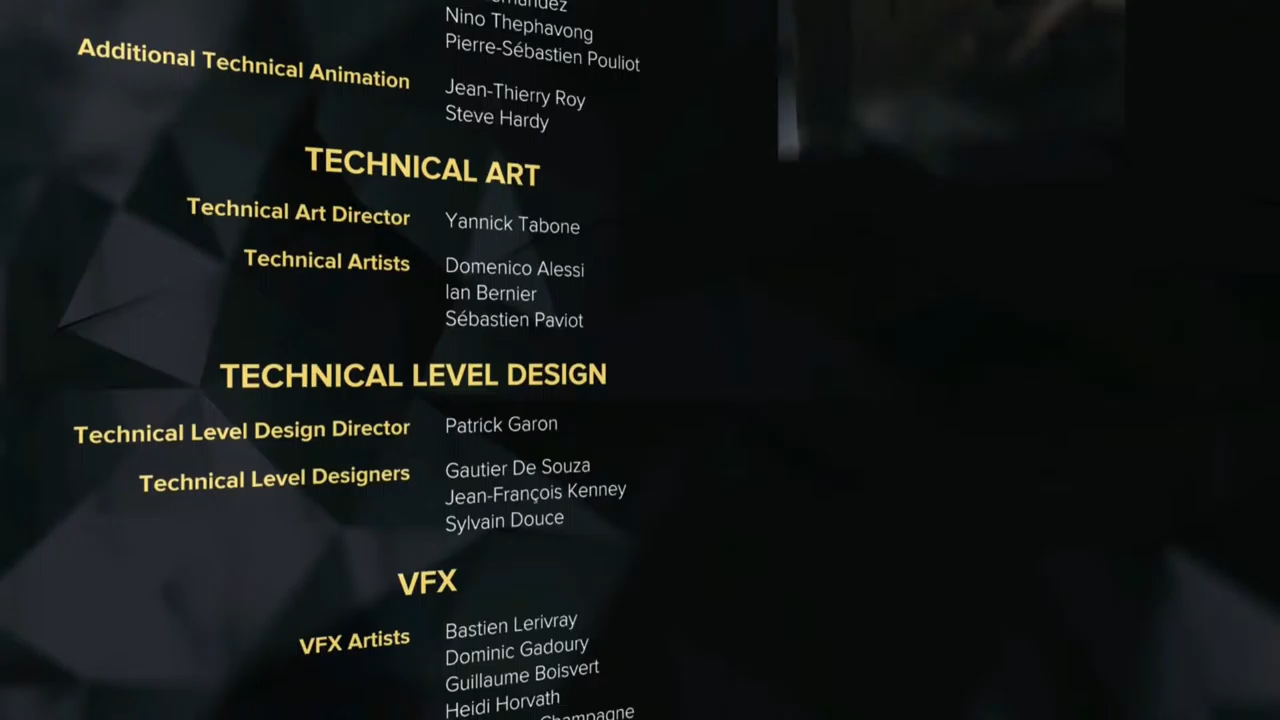 Nino Thephavong
Pierre-Sébastien Pouliot
Additional Technical Animation
Jean-Thierry Roy
Steve Hardy
TECHNICAL ART
Technical Art Director
Yannick Tabone
Technical Artists
Domenico Alessi
Ian Bernier
Sébastien Paviot
TECHNICAL LEVEL DESIGN
Technical Level Design Director
Patrick Garon
Technical Level Designers
Gautier De Souza
Jean-François Kenney
Sylvain Douce
VFX
VFX Artists
Bastien Lerivray
Dominic Gadoury
Guillaume Boisvert
Heidi Horvath
Champagne